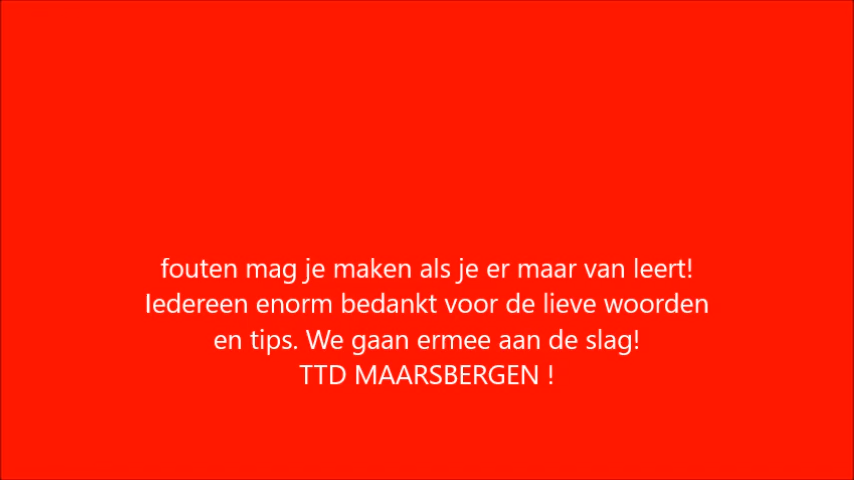 fouten mag je maken als je er maar van leert!
Iedereen enorm bedankt voor de lieve woorden
en tips. We gaan ermee aan de slag!
TTD MAARSBERGEN !